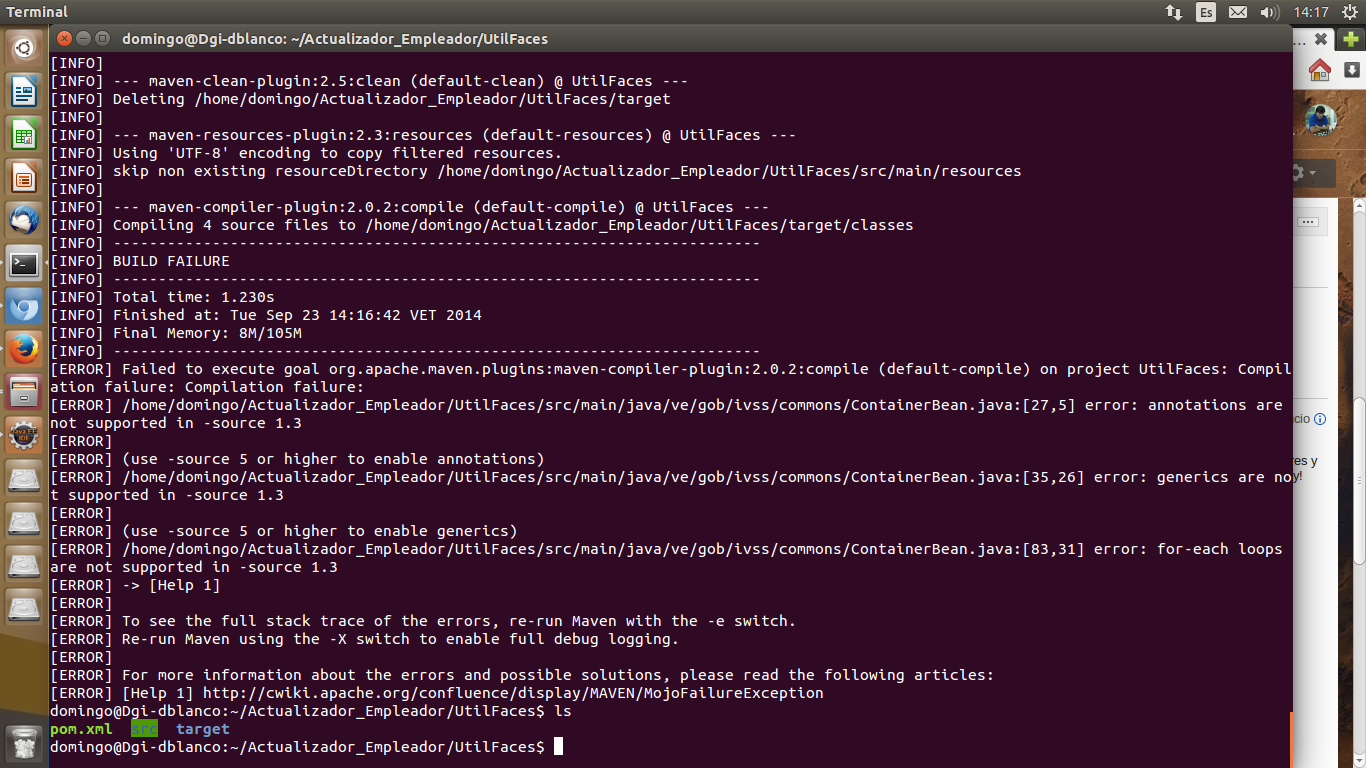 Terminal
Es
14:17
domingo@Dgi-dblanco: ~/Actualizador_Empleador/UtilFaces
[INFO]
[INFO] --- maven-clean-plugin:2.5:clean (default-clean) @ UtilFaces ---
[INFO] Deleting /home/domingo/Actualizador_Empleador/UtilFaces/target
[INFO]
[INFO] --- maven-resources-plugin:2.3:resources (default-resources) @ UtilFaces ---
[INFO] Using 'UTF-8' encoding to copy filtered resources.
[INFO] skip non existing resourceDirectory /home/domingo/Actualizador_Empleador/UtilFaces/src/main/resources
[INFO]
[INFO] --- maven-compiler-plugin:2.0.2:compile (default-compile) @ UtilFaces ---
[INFO] Compiling 4 source files to /home/domingo/Actualizador_Empleador/UtilFaces/target/classes
[INFO] ------------------------------------------------------------------------
[INFO] BUILD FAILURE
[INFO] ------------------------------------------------------------------------
[INFO] Total time: 1.230s
[INFO] Finished at: Tue Sep 23 14:16:42 VET 2014
[INFO] Final Memory: 8M/105M
[INFO] ------------------------------------------------------------------------
[ERROR] Failed to execute goal org.apache.maven.plugins:maven-compiler-plugin:2.0.2:compile (default-compile) on project UtilFaces: Compil
ation failure: Compilation failure:
[ERROR] /home/domingo/Actualizador_Empleador/UtilFaces/src/main/java/ve/gob/ivss/commons/ContainerBean.java:[27,5] error: annotations are
not supported in -source 1.3
[ERROR]
[ERROR] (use -source 5 or higher to enable annotations)
[ERROR] /home/domingo/Actualizador_Empleador/UtilFaces/src/main/java/ve/gob/ivss/commons/ContainerBean.java:[35,26] error: generics are no
t supported in -source 1.3
[ERROR]
[ERROR] (use -source 5 or higher to enable generics)
[ERROR] /home/domingo/Actualizador_Empleador/UtilFaces/src/main/java/ve/gob/ivss/commons/ContainerBean.java:[83,31] error: for-each loops
are not supported in -source 1.3
[ERROR] -> [Help 1]
[ERROR]
[ERROR] To see the full stack trace of the errors, re-run Maven with the -e switch.
[ERROR] Re-run Maven using the -X switch to enable full debug logging.
[ERROR]
[ERROR] For more information about the errors and possible solutions, please read the following articles:
[ERROR] [Help 1] http://cwiki.apache.org/confluence/display/MAVEN/MojoFailureException
domingo@Dgi-dblanco:~/Actualizador_Empleador/UtilFaces$ ls
pom.xml src target
domingo@Dgi-dblanco:~/Actualizador_Empleador/UtilFaces$
cio
res y
y!